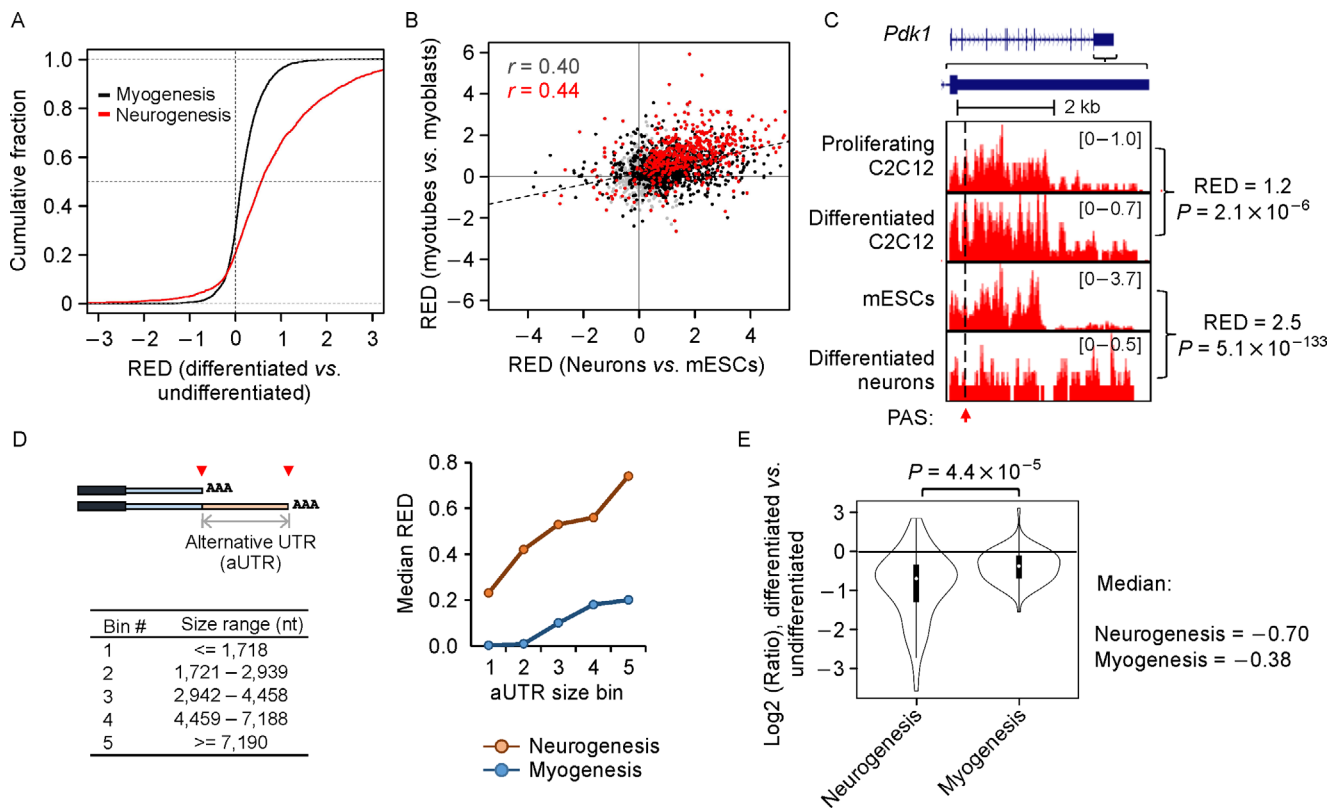 A
Cumulative fraction
1.0
0.8
0.6
0.4
0.2
0
Myogenesis
Neurogenesis
−3
−2
−1
0
1
2
3
RED (differentiated vs.
undifferentiated)
B
RED (myotubes vs. myoblasts)
6
4
2
0
−2
−4
−6
r = 0.40
r = 0.44
−4
−2
0
2
4
RED (Neurons vs. mESCs)
C
Pdk1
2 kb
Proliferating
C2C12
[0−1.0]
Differentiated
C2C12
[0−0.7]
RED = 1.2
P = 2.1 × 10−6
mESCs
[0−3.7]
Differentiated
neurons
[0−0.5]
RED = 2.5
P = 5.1 × 10−133
PAS:
D
AAA
AAA
Alternative UTR
(aUTR)
Bin # Size range (nt)
1 <= 1,718
2 1,721 – 2,939
3 2,942 – 4,458
4 4,459 – 7,188
5 >= 7,190
Median RED
0.8
0.6
0.4
0.2
0.0
1
2
3
4
5
aUTR size bin
Neurogenesis
Myogenesis
E
P = 4.4 × 10−5
Log2 (Ratio), differentiated vs.
undifferentiated
3
0
−1
−2
−3
Neurogenesis
Myogenesis
Median:
Neurogenesis = −0.70
Myogenesis = −0.38